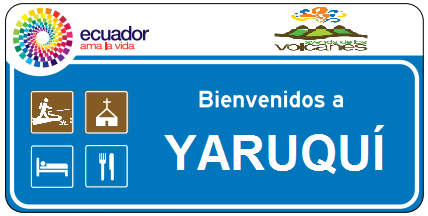 ecuador
ama la vida
volcanes
Bienvenidos a
YARUQUÍ